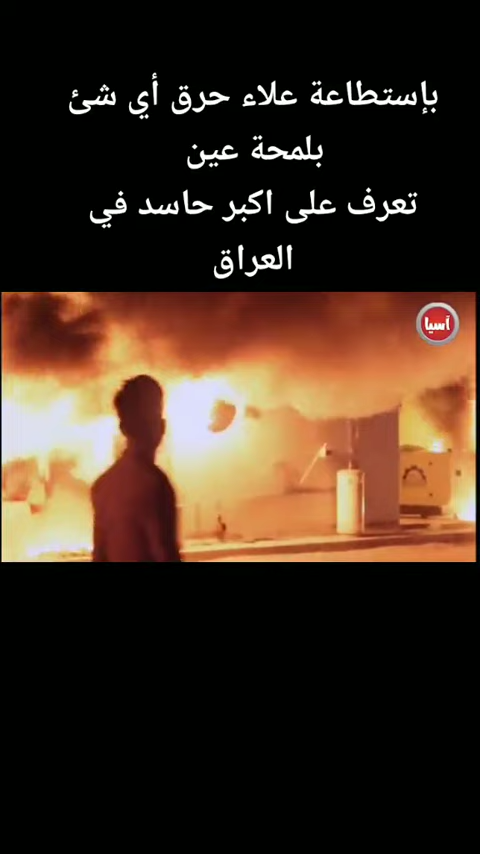 بإستطاعة علاء حرق أي شئ
بلمحة عين
تعرف على اكبر حاسد في
العراق
آسيا